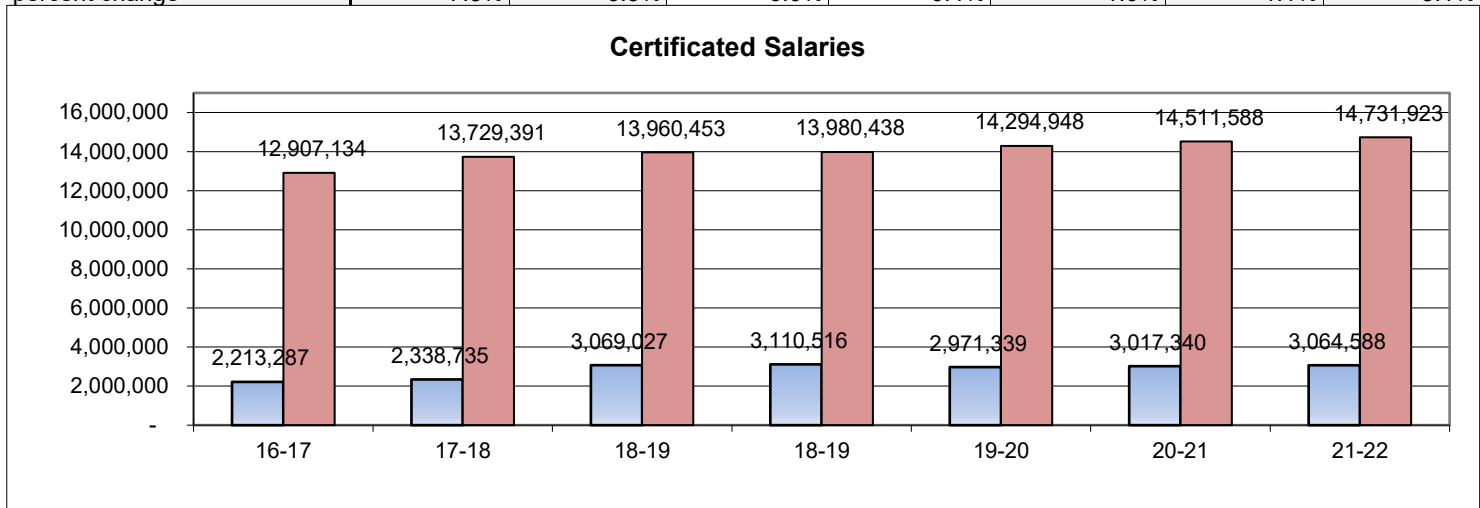 percent change
Certificated Salaries
16,000,000
14,000,000
12,000,000
10,000,000
8,000,000
6,000,000
4,000,000
2,000,000
-
12,907,134 13,729,391 13,960,453 13,980,438 14,294,948 14,511,588 14,731,923
2,213,287 2,338,735 3,069,027 3,110,516 2,971,339 3,017,340 3,064,588
16-17 17-18 18-19 18-19 19-20 20-21 21-22